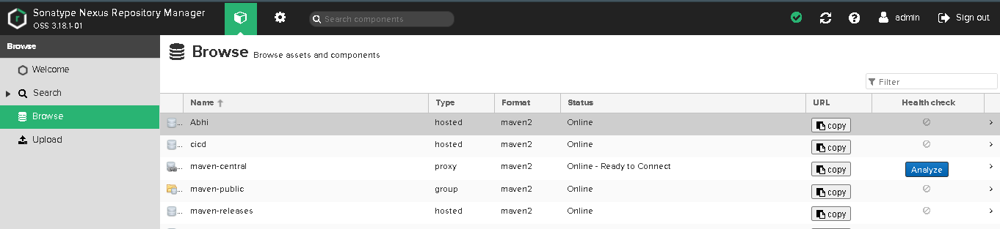 Sonatype Nexus Repository Manager
OSS 3.18.1-01
Search components
admin
Sign out
Browse
Welcome
Search
Browse
Upload
Browse Browse assets and components
Filter
Name Type Format Status URL Health check
... Abhi hosted maven2 Online copy
... cicd hosted maven2 Online copy
... maven-central proxy maven2 Online - Ready to Connect copy Analyze
... maven-public group maven2 Online copy
... maven-releases hosted maven2 Online copy